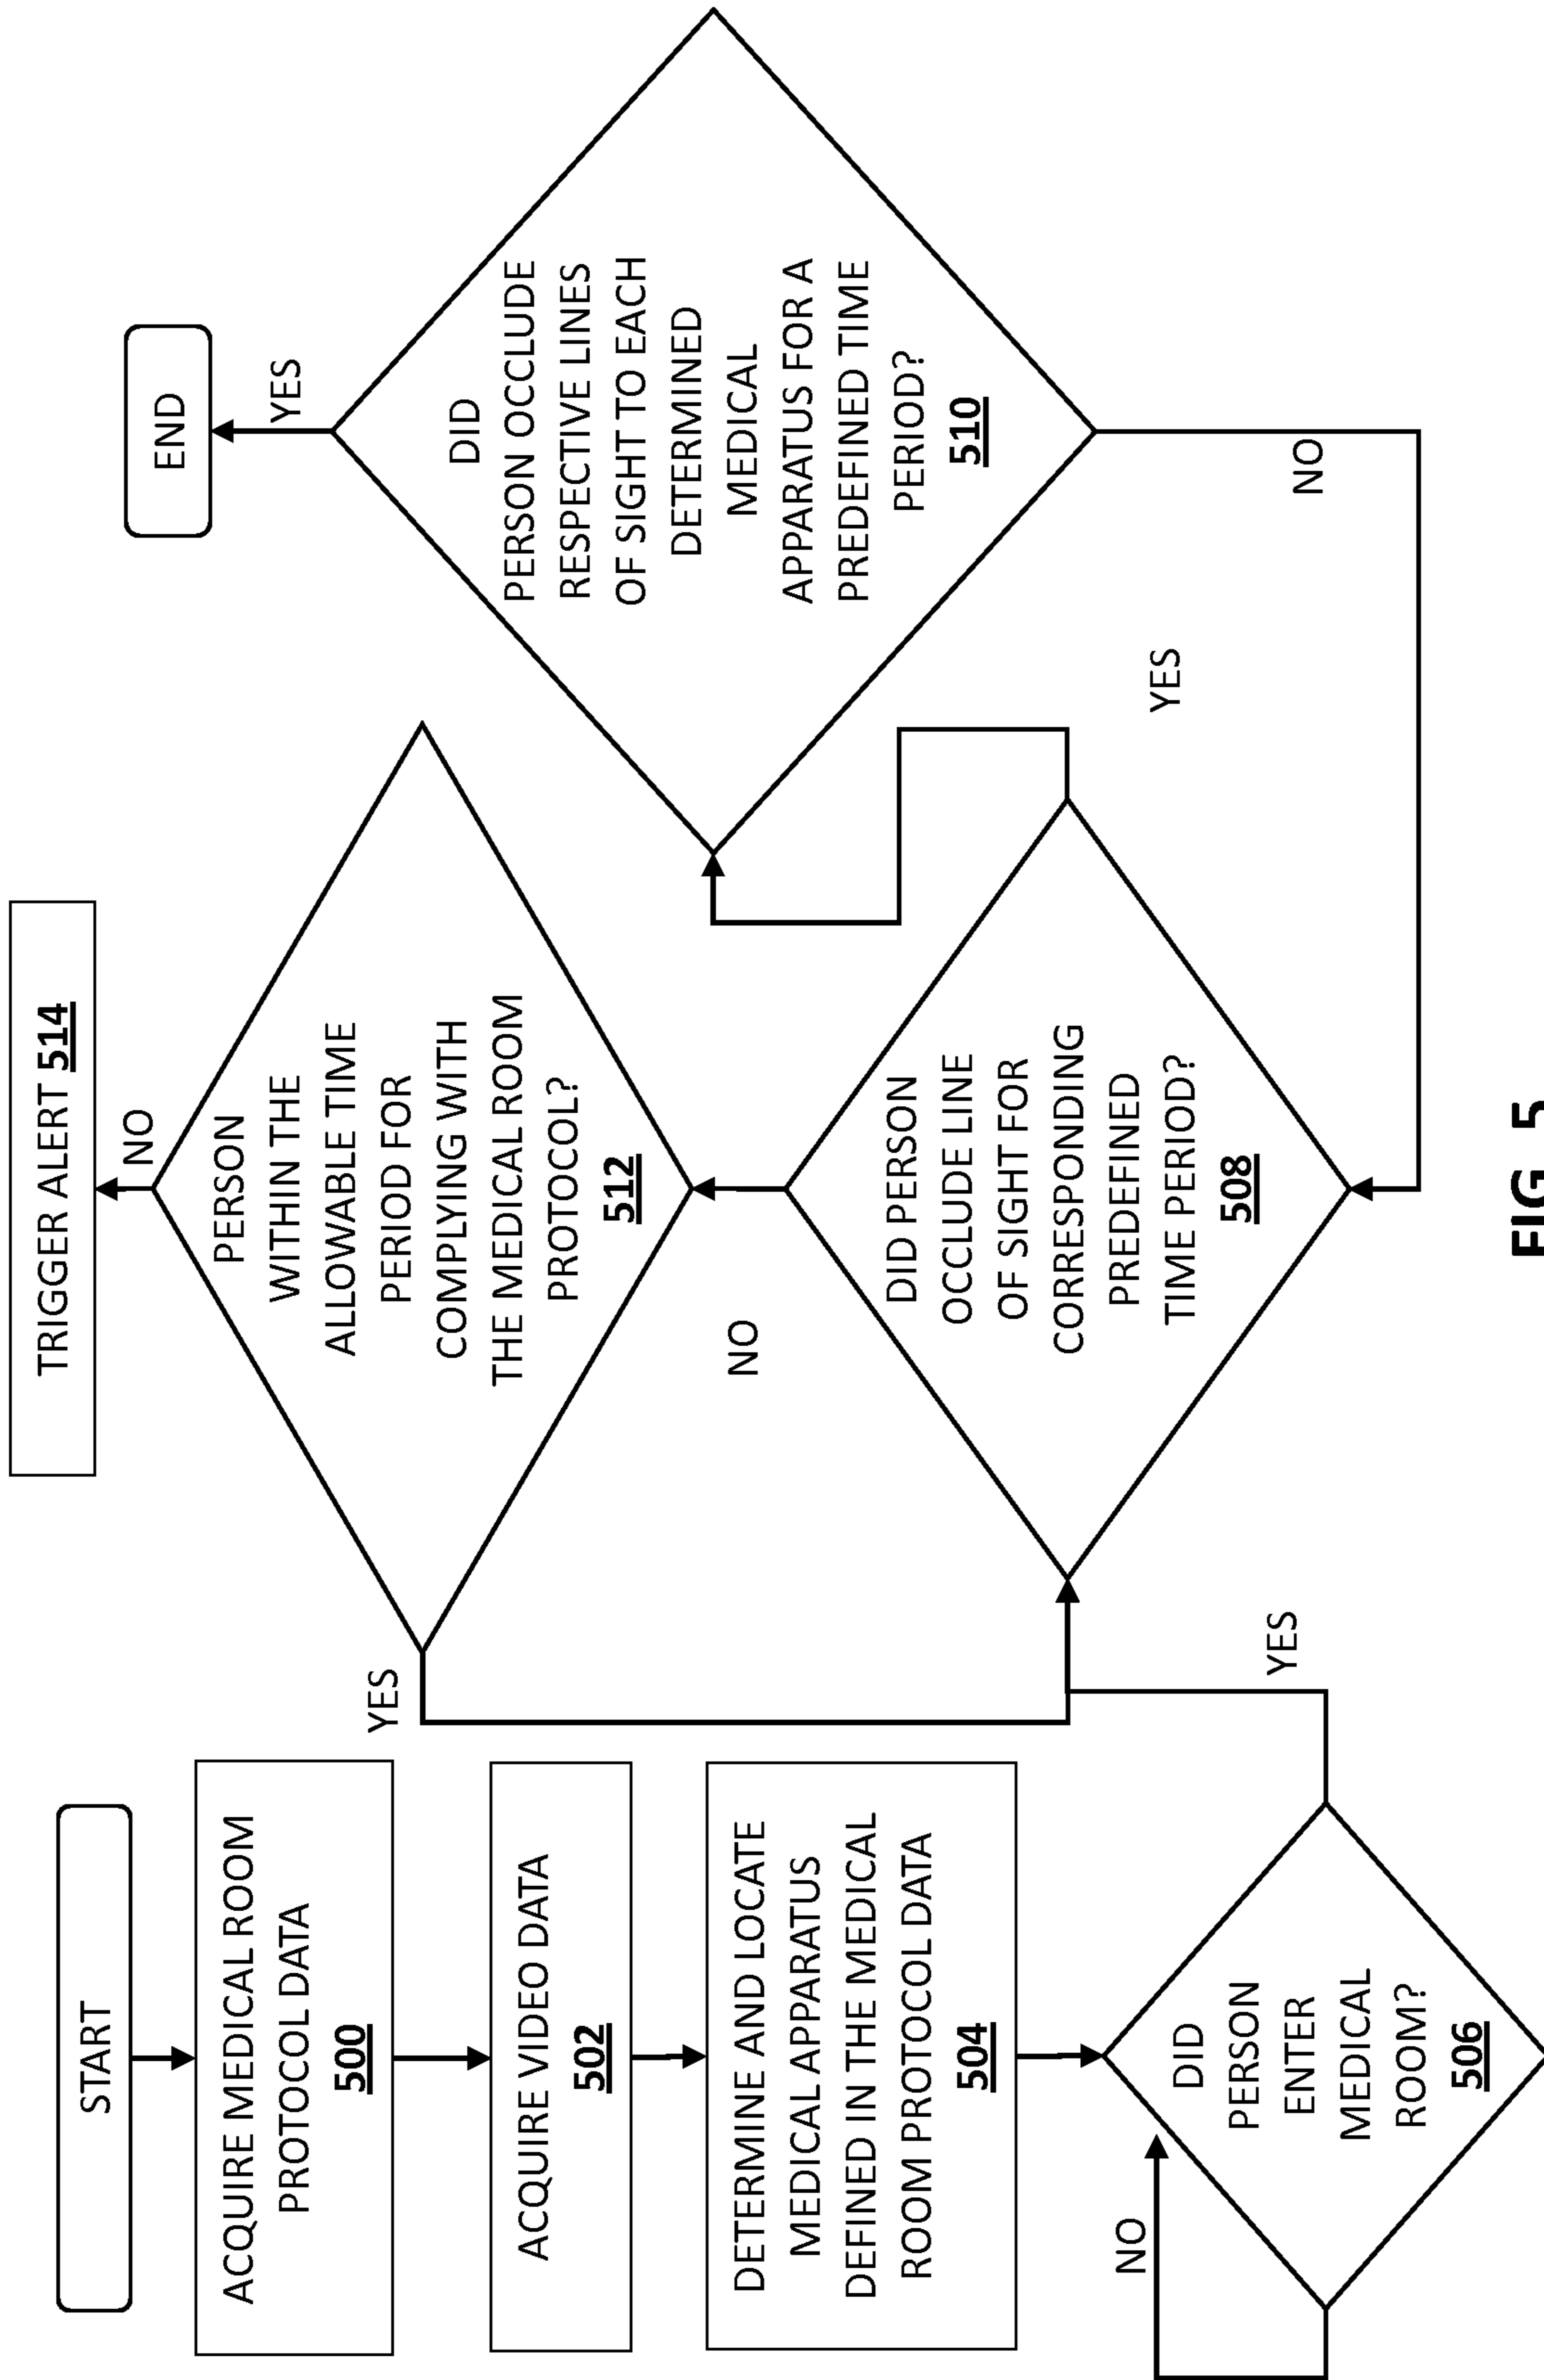 START
ACQUIRE MEDICAL ROOM
PROTOCOL DATA
500
ACQUIRE VIDEO DATA
502
DETERMINE AND LOCATE
MEDICAL APPARATUS
DEFINED IN THE MEDICAL
ROOM PROTOCOL DATA
504
DID
PERSON
ENTER
MEDICAL
ROOM?
506
NO
YES
TRIGGER ALERT 514
NO
PERSON
WITHIN THE
ALLOWABLE TIME
PERIOD FOR
COMPLYING WITH
THE MEDICAL ROOM
PROTOCOL?
512
YES
NO
DID PERSON
OCCLUDE LINE
OF SIGHT FOR
CORRESPONDING
PREDEFINED
TIME PERIOD?
508
YES
END
YES
DID
PERSON OCCLUDE
RESPECTIVE LINES
OF SIGHT TO EACH
DETERMINED
MEDICAL
APPARATUS FOR A
PREDEFINED TIME
PERIOD?
510
NO
FIG. 5